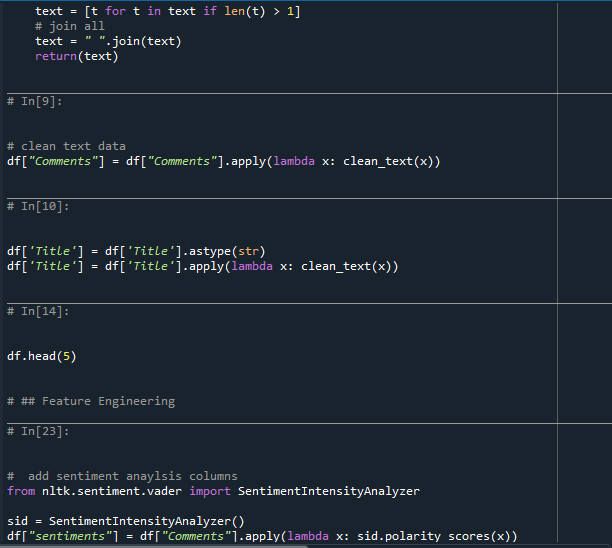 text = [t for t in text if len(t) > 1]
# join all
text = " ".join(text)
return(text)
# In[9]:
# clean text data
df["Comments"] = df["Comments"].apply(lambda x: clean_text(x))
# In[10]:
df['Title'] = df['Title'].astype(str)
df['Title'] = df['Title'].apply(lambda x: clean_text(x))
# In[14]:
df.head(5)
# ## Feature Engineering
# In[23]:
#  add sentiment anaylsis columns
from nltk.sentiment.vader import SentimentIntensityAnalyzer
sid = SentimentIntensityAnalyzer()
df["sentiments"] = df["Comments"].apply(lambda x: sid.polarity_scores(x))